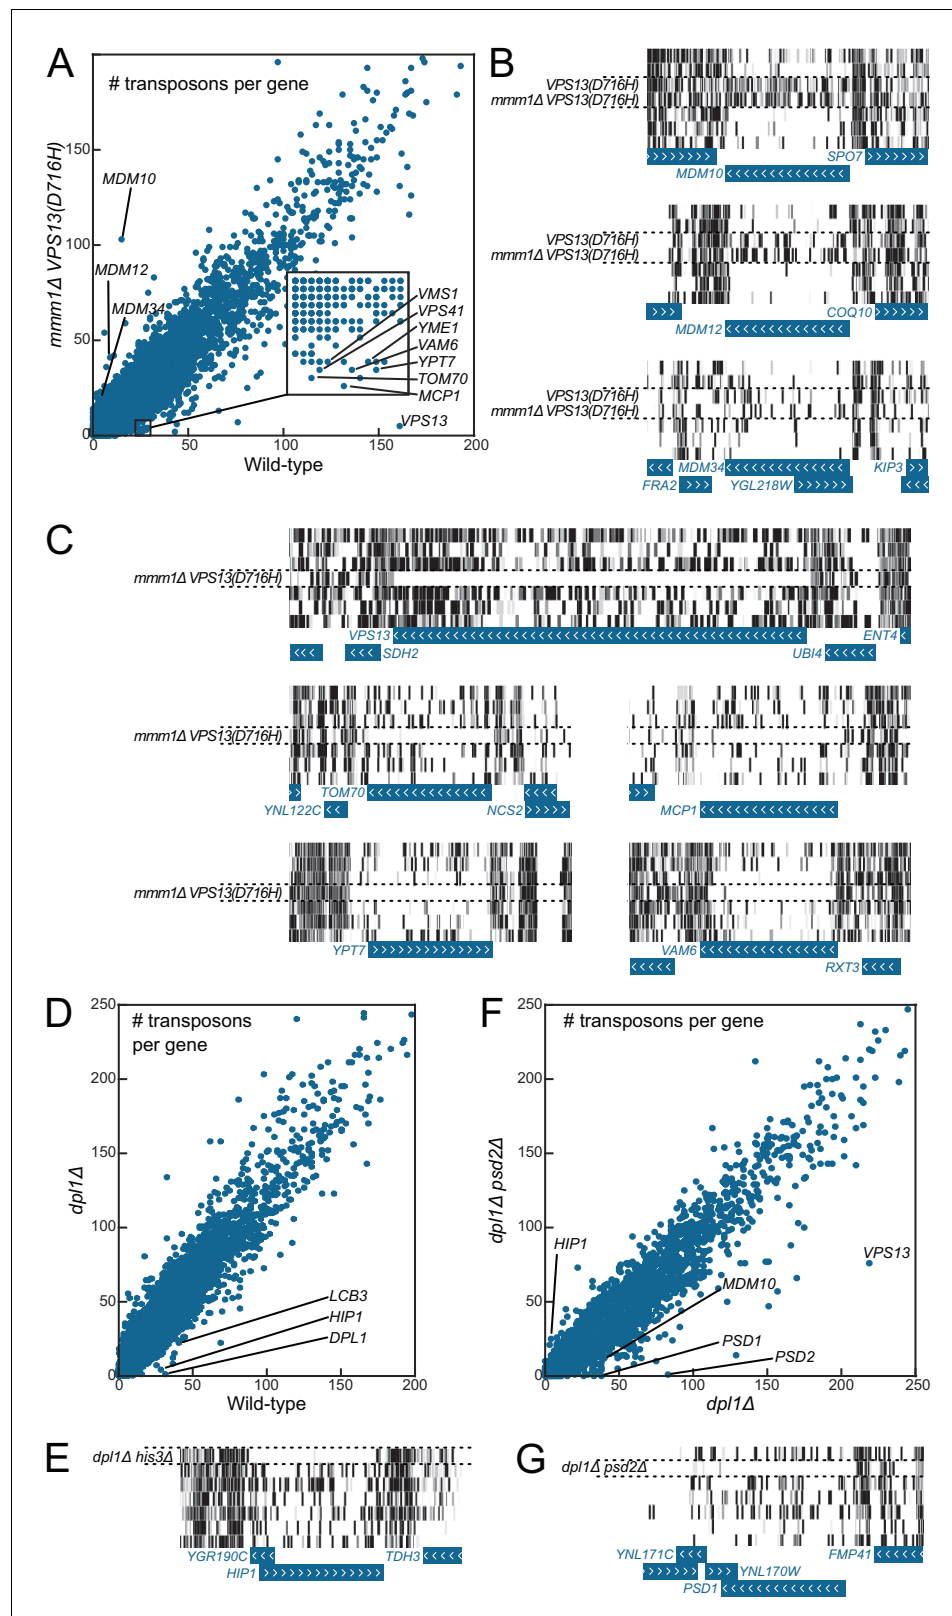 A
# transposons per gene
mmm1Δ VPS13(D716H)
150
100
50
0
0
50
100
150
200
Wild-type
MDM10
MDM12
MDM34
VMS1
VPS41
YME1
VAM6
YPT7
TOM70
MCP1
VPS13
B
VPS13(D716H)
mmm1Δ VPS13(D716H)
SPO7
MDM10
VPS13(D716H)
mmm1Δ VPS13(D716H)
COQ10
MDM12
VPS13(D716H)
mmm1Δ VPS13(D716H)
MDM34
KIP3
FRA2
YGL218W
C
mmm1Δ VPS13(D716H)
VPS13
ENT4
SDH2
UBI4
mmm1Δ VPS13(D716H)
TOM70
YNL122C
NCS2
MCP1
mmm1Δ VPS13(D716H)
YPT7
VAM6
RXT3
D
# transposons
per gene
dpl1Δ
250
200
150
100
50
0
0
50
100
150
200
Wild-type
LCB3
HIP1
DPL1
F
# transposons per gene
dpl1Δ psd2Δ
250
200
150
100
50
0
0
50
100
150
200
250
dpl1Δ
HIP1
VPS13
MDM10
PSD1
PSD2
E
dpl1Δ his3Δ
YGR190C
TDH3
HIP1
G
dpl1Δ psd2Δ
YNL171C
FMP41
YNL170W
PSD1